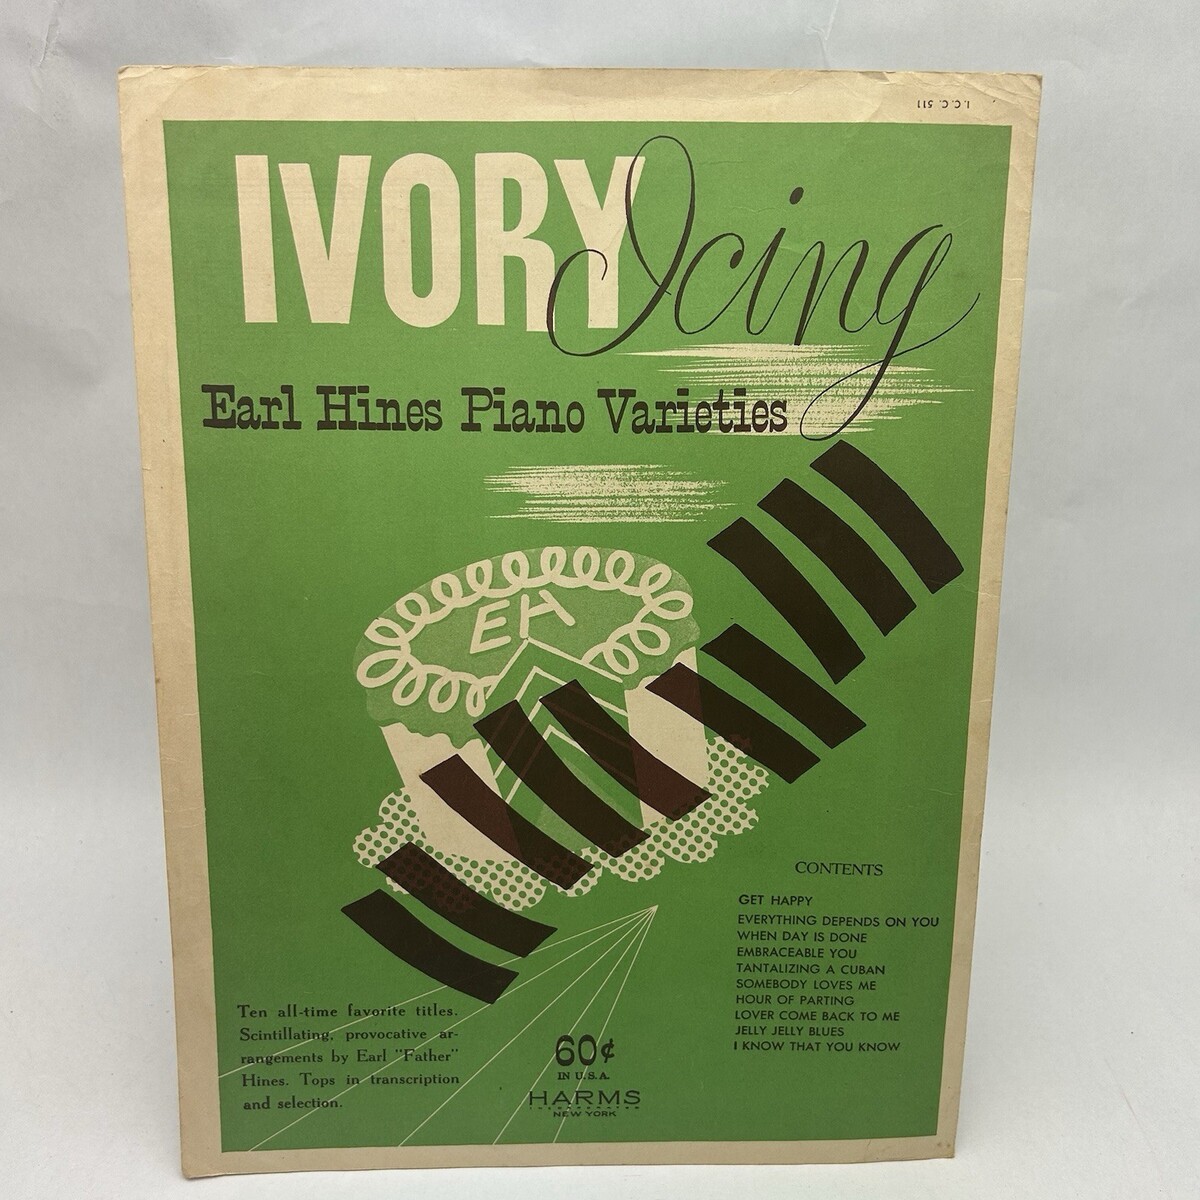 I.C.C. 511
IVORY Icing
Earl Hines Piano Varieties
EH
CONTENTS
GET HAPPY
EVERYTHING DEPENDS ON YOU
WHEN DAY IS DONE
EMBRACEABLE YOU
TANTALIZING A CUBAN
SOMEBODY LOVES ME
HOUR OF PARTING
LOVER COME BACK TO ME
JELLY JELLY BLUES
I KNOW THAT YOU KNOW
Ten all-time favorite titles.
Scintillating, provocative ar-
rangements by Earl "Father"
Hines. Tops in transcription
and selection.
60¢
IN U.S.A.
HARMS
INCORPORATED
NEW YORK